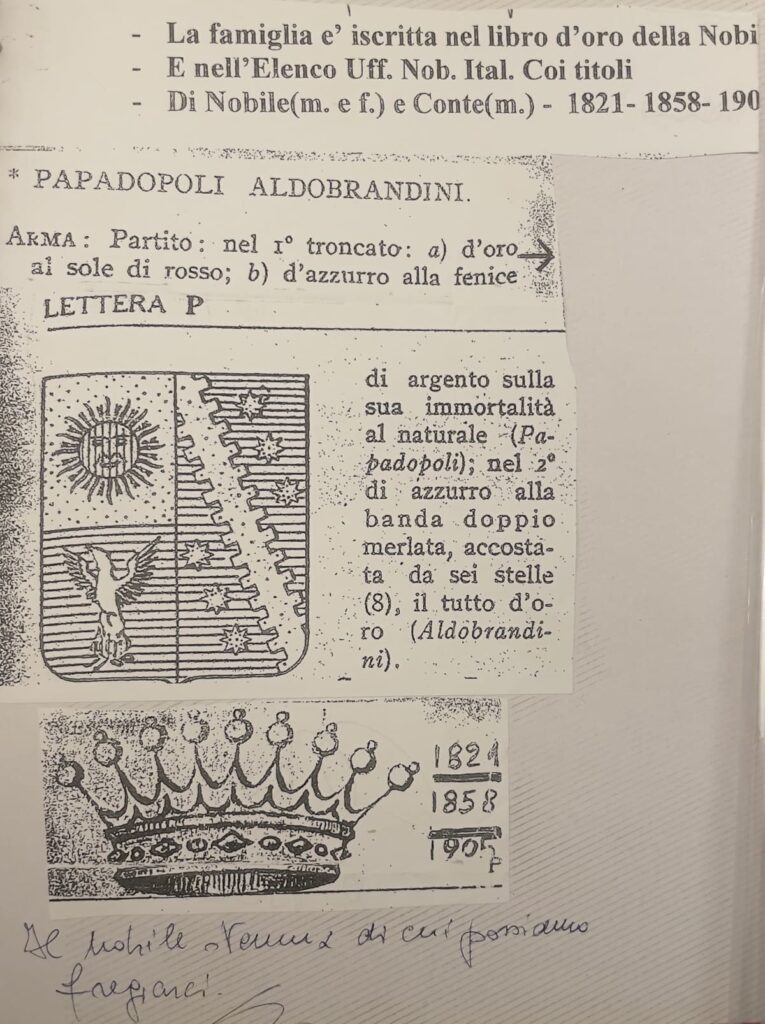 - La famiglia e' iscritta nel libro d'oro della Nobi
- E nell'Elenco Uff. Nob. Ital. Coi titoli
- Di Nobile(m. e f.) e Conte(m.) - 1821- 1858- 190
* PAPADOPOLI ALDOBRANDINI.
ARMA: Partito: nel 1° troncato: a) d'oro →
al sole di rosso; b) d'azzurro alla fenice
LETTERA P
di argento sulla
sua immortalità
al naturale (Pa-
padopoli); nel 2°
di azzurro alla
banda doppio
merlata, accosta-
ta da sei stelle
(8), il tutto d'o-
ro (Aldobrandi-
ni).
1821
1858
1905
P
Il nobile stemma di cui possiamo
fregiarci.